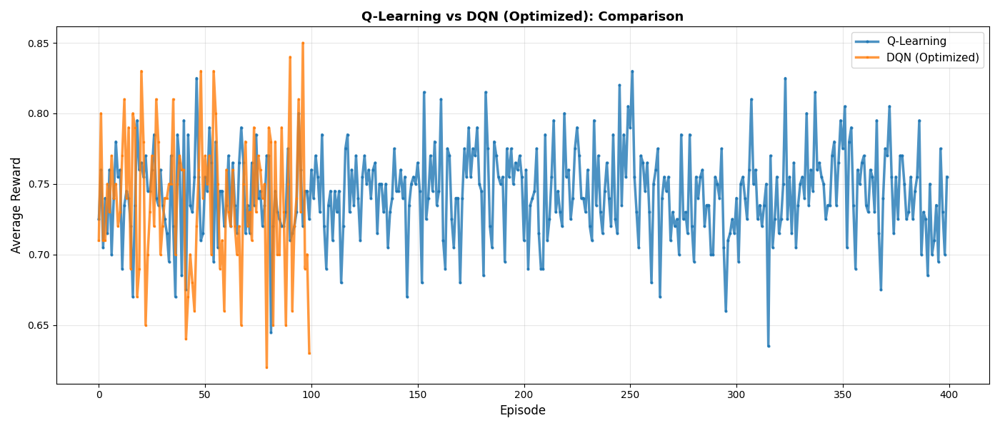 Q-Learning vs DQN (Optimized): Comparison
Q-Learning
DQN (Optimized)
Average Reward
0.85
0.80
0.75
0.70
0.65
0
50
100
150
200
250
300
350
400
Episode